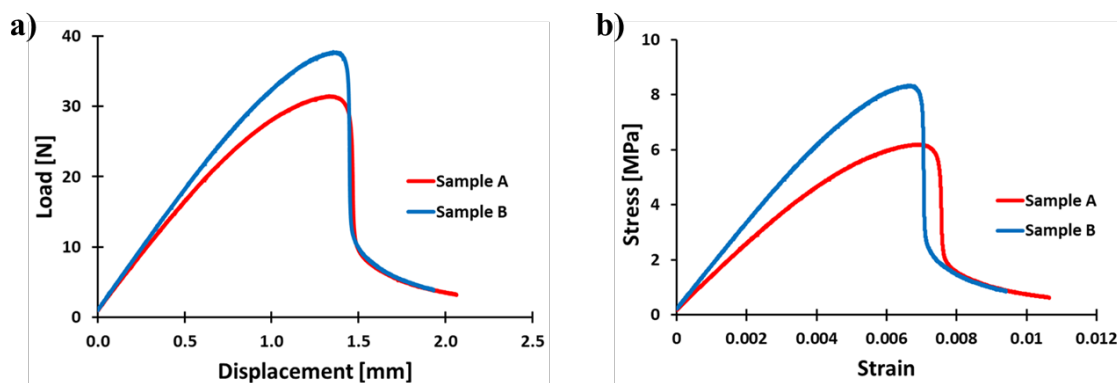 a)
Load [N]
40
30
20
10
0
0.0 0.5 1.0 1.5 2.0 2.5
Displacement [mm]
Sample A
Sample B
b)
Stress [MPa]
10
8
6
4
2
0
0 0.002 0.004 0.006 0.008 0.01 0.012
Strain
Sample A
Sample B